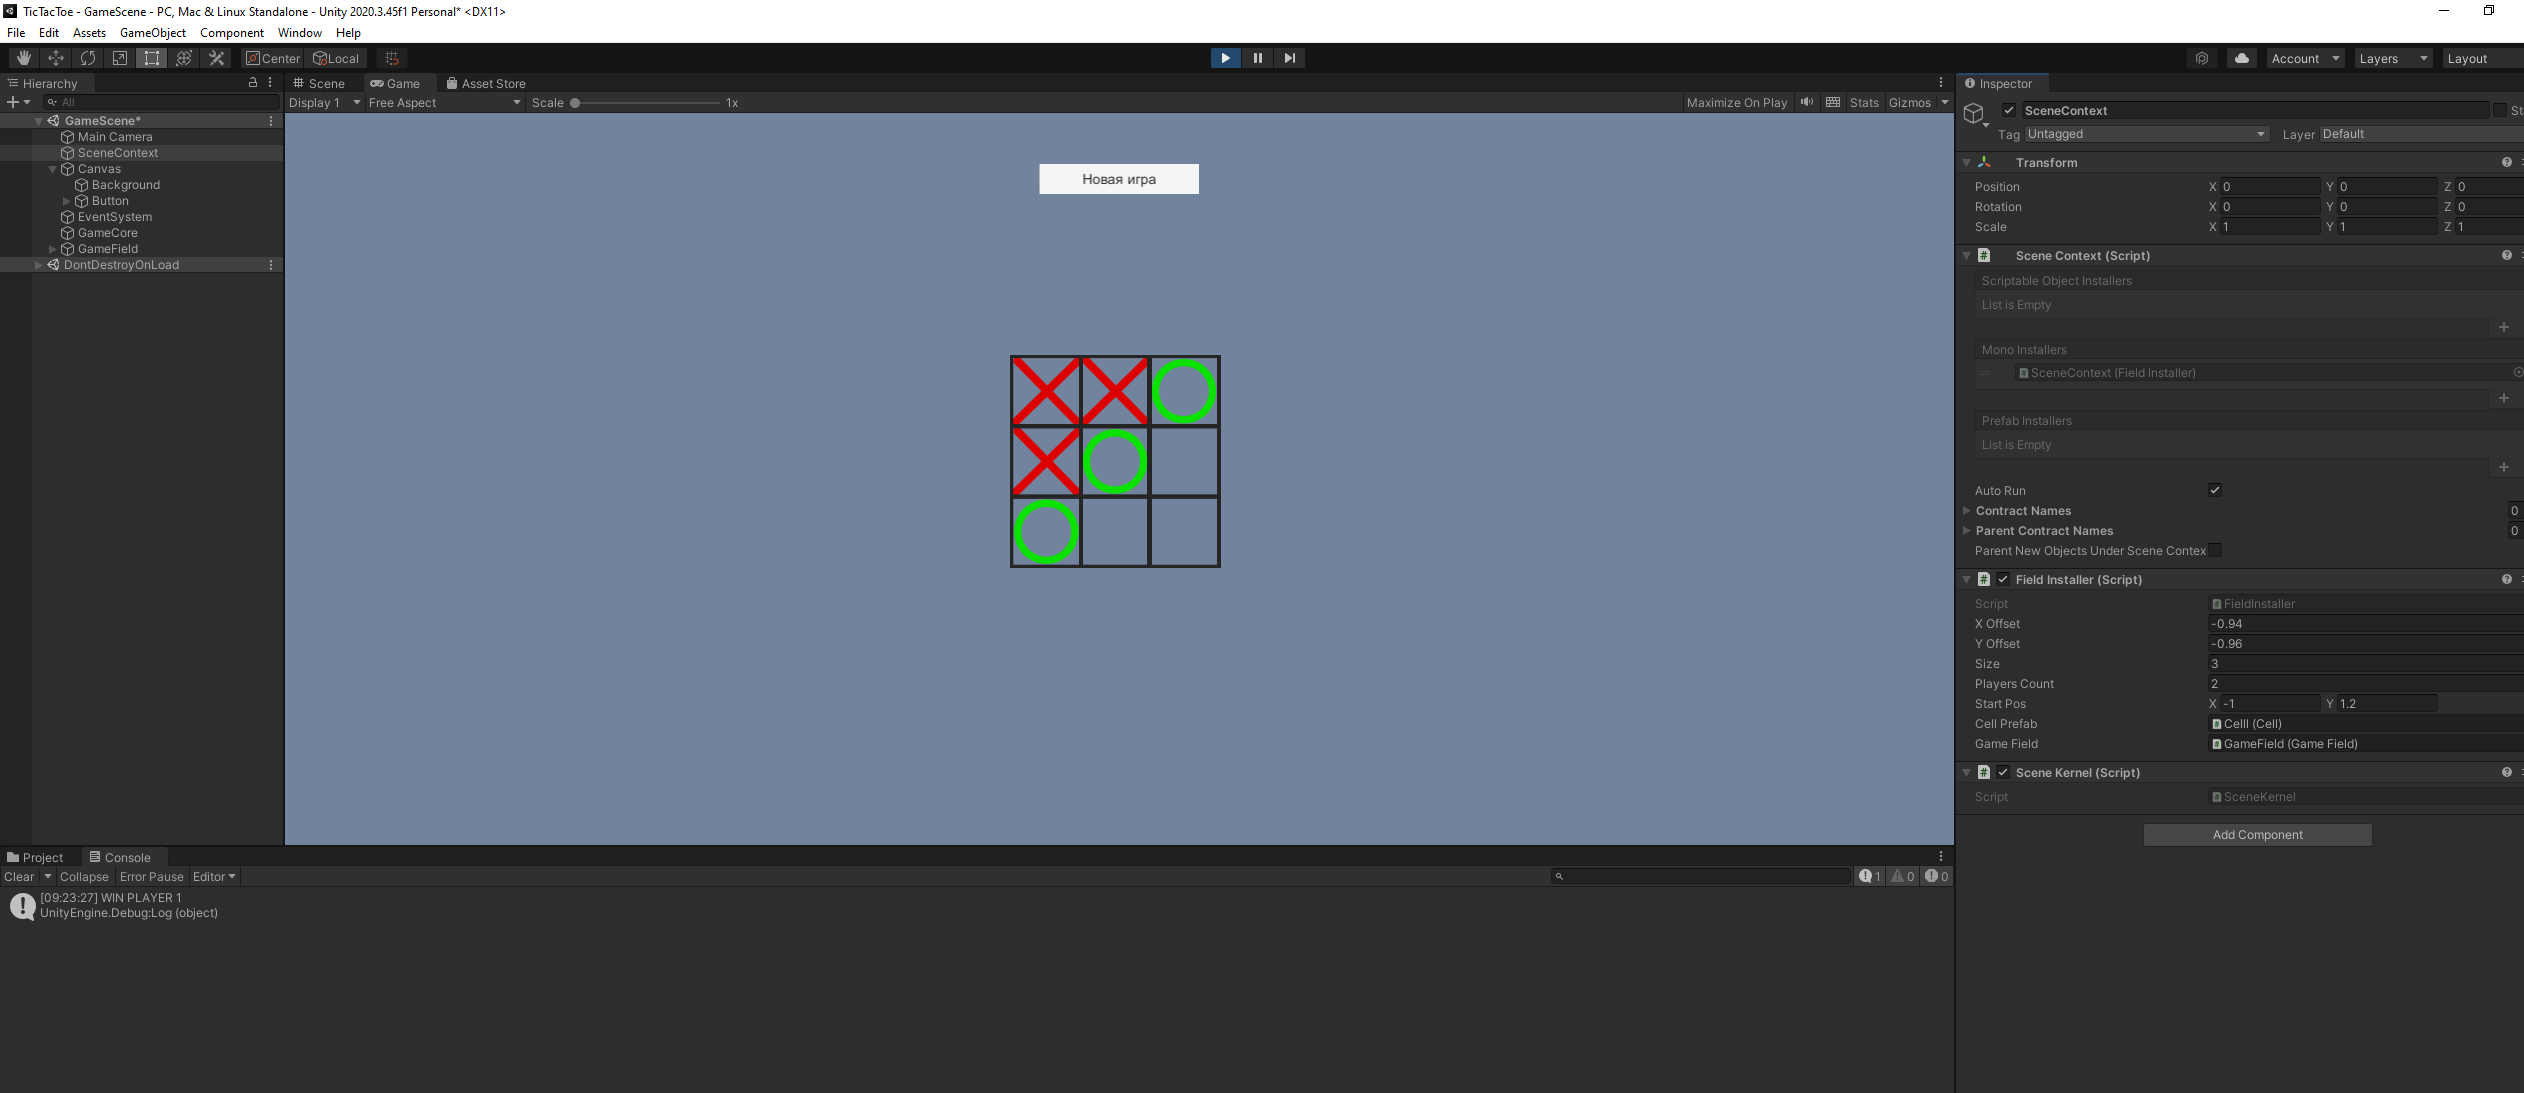 TicTacToe - GameScene - PC, Mac & Linux Standalone - Unity 2020.3.45f1 Personal* <DX11>
File Edit Assets GameObject Component Window Help
Center Local Account Layers Layout
Hierarchy
All
GameScene*
Main Camera
SceneContext
Canvas
Background
Button
EventSystem
GameCore
GameField
DontDestroyOnLoad
Scene Game Asset Store
Display 1 Free Aspect Scale 1x Maximize On Play Stats Gizmos
Новая игра
Project Console
Clear Collapse Error Pause Editor 1 0 0
[09:23:27] WIN PLAYER 1
UnityEngine.Debug:Log (object)
Inspector
SceneContext St
Tag Untagged Layer Default
Transform
Position X 0 Y 0 Z 0
Rotation X 0 Y 0 Z 0
Scale X 1 Y 1 Z 1
Scene Context (Script)
Scriptable Object Installers
List is Empty
Mono Installers
SceneContext (Field Installer)
Prefab Installers
List is Empty
Auto Run
Contract Names 0
Parent Contract Names 0
Parent New Objects Under Scene Contex
Field Installer (Script)
Script FieldInstaller
X Offset -0.94
Y Offset -0.96
Size 3
Players Count 2
Start Pos X -1 Y 1.2
Cell Prefab Celll (Cell)
Game Field GameField (Game Field)
Scene Kernel (Script)
Script SceneKernel
Add Component